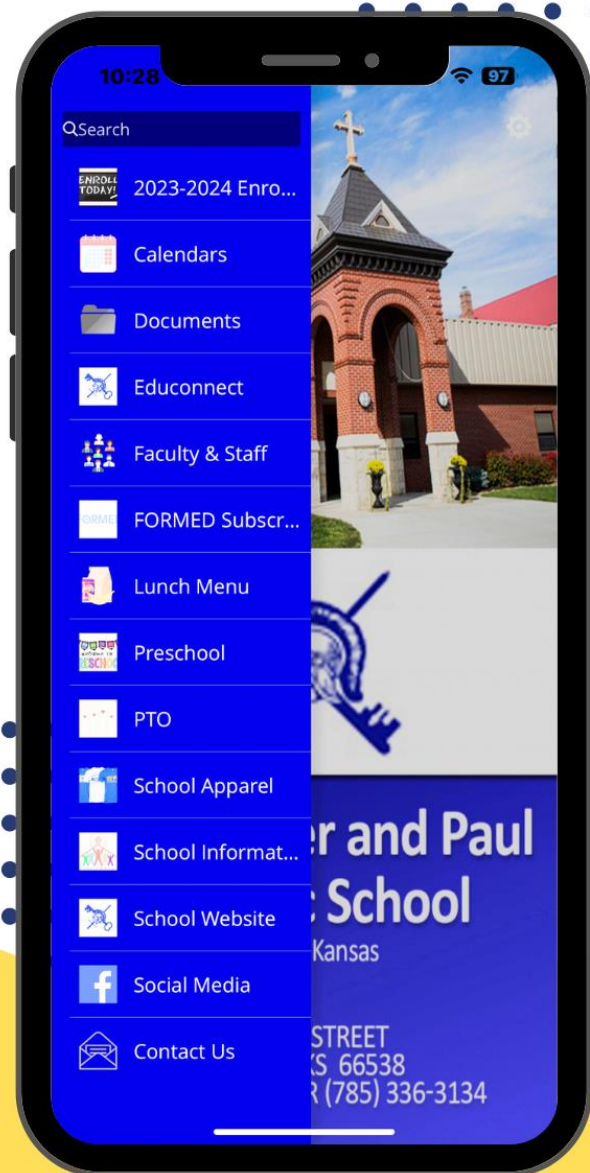 10:28
97
Search
ENROLL
TODAY!
2023-2024 Enro...
Calendars
Documents
Educonnect
Faculty & Staff
FORMED Subscr...
Lunch Menu
Preschool
PTO
School Apparel
School Informat...
School Website
Social Media
Contact Us
r and Paul
School
Kansas
STREET
KS 66538
(785) 336-3134